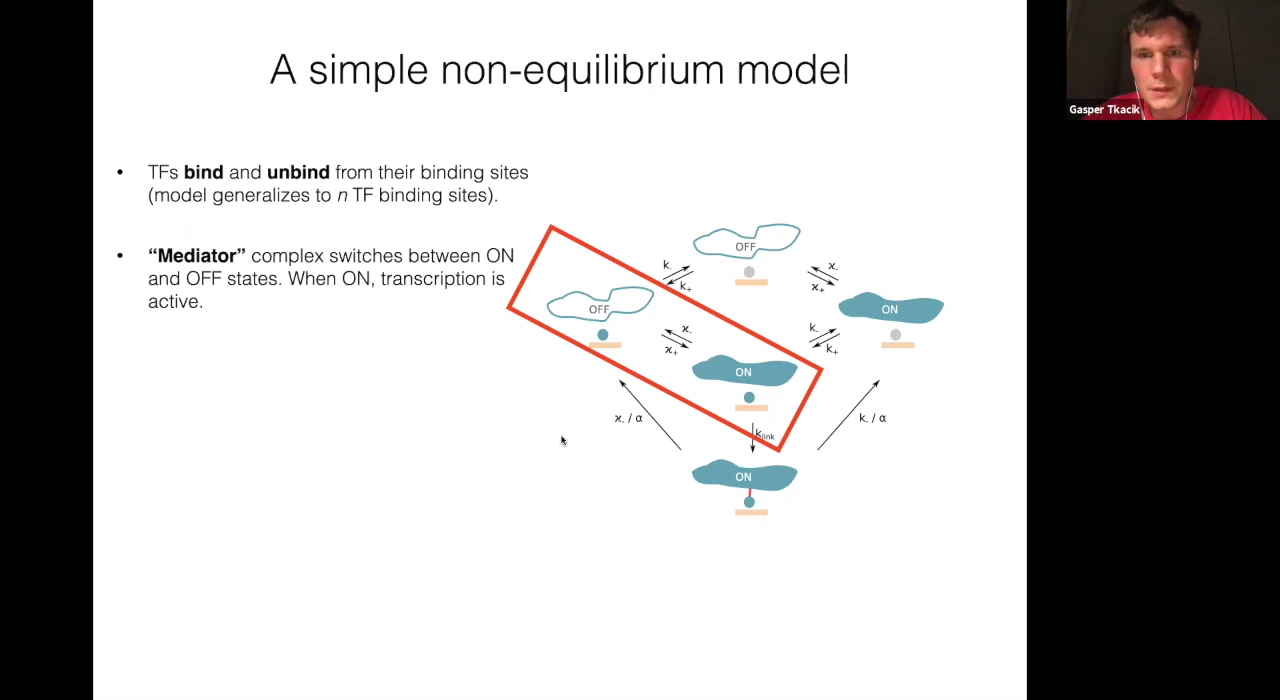 A simple non-equilibrium model
Gasper Tkacik
• TFs bind and unbind from their binding sites
(model generalizes to n TF binding sites).
• “Mediator” complex switches between ON
and OFF states. When ON, transcription is
active.
OFF
k-
k+
ϰ-
ϰ+
OFF
ON
ϰ-
ϰ+
k-
k+
ON
ϰ- / α
klink
k- / α
ON